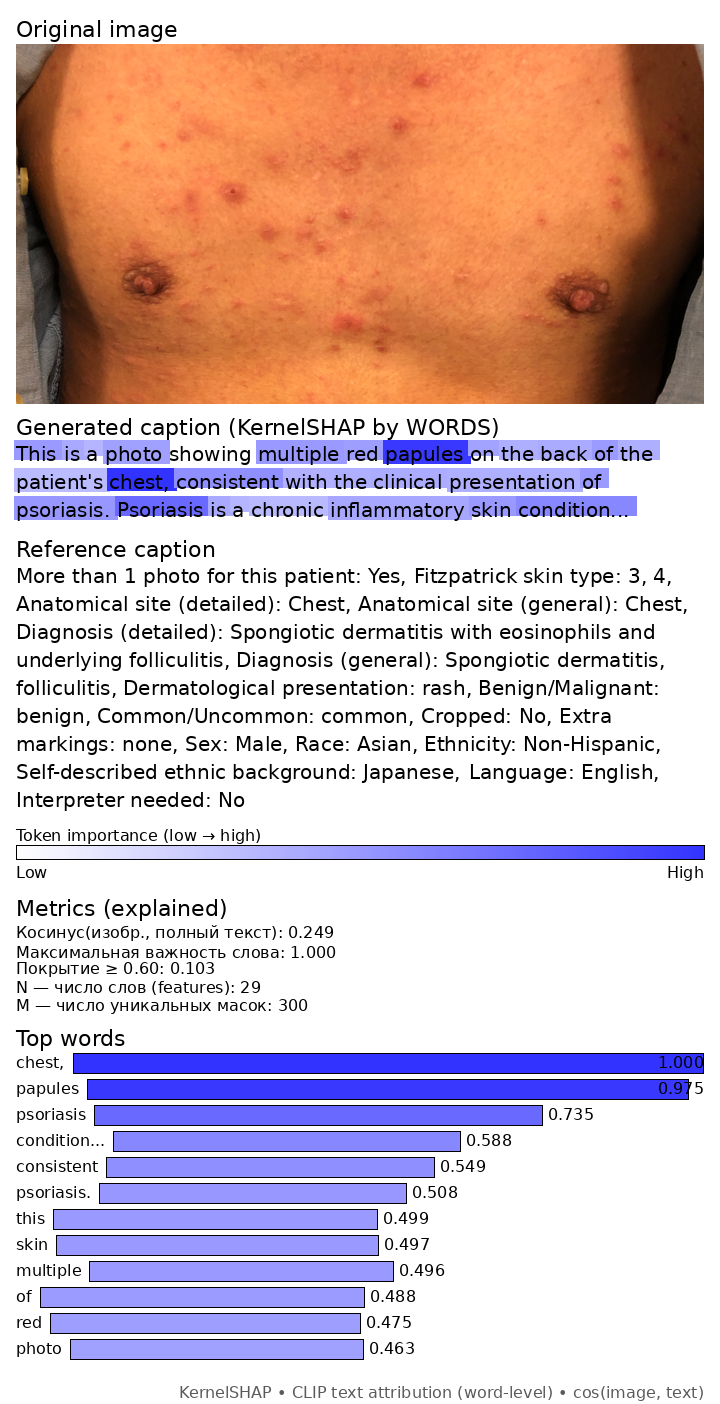 Original image
Generated caption (KernelSHAP by WORDS)
This is a photo showing multiple red papules on the back of the
patient's chest, consistent with the clinical presentation of
psoriasis. Psoriasis is a chronic inflammatory skin condition...
Reference caption
More than 1 photo for this patient: Yes, Fitzpatrick skin type: 3, 4,
Anatomical site (detailed): Chest, Anatomical site (general): Chest,
Diagnosis (detailed): Spongiotic dermatitis with eosinophils and
underlying folliculitis, Diagnosis (general): Spongiotic dermatitis,
folliculitis, Dermatological presentation: rash, Benign/Malignant:
benign, Common/Uncommon: common, Cropped: No, Extra
markings: none, Sex: Male, Race: Asian, Ethnicity: Non-Hispanic,
Self-described ethnic background: Japanese, Language: English,
Interpreter needed: No
Token importance (low → high)
Low High
Metrics (explained)
Косинус(изобр., полный текст): 0.249
Максимальная важность слова: 1.000
Покрытие ≥ 0.60: 0.103
N — число слов (features): 29
M — число уникальных масок: 300
Top words
chest, 1.000
papules 0.975
psoriasis 0.735
condition... 0.588
consistent 0.549
psoriasis. 0.508
this 0.499
skin 0.497
multiple 0.496
of 0.488
red 0.475
photo 0.463
KernelSHAP • CLIP text attribution (word-level) • cos(image, text)